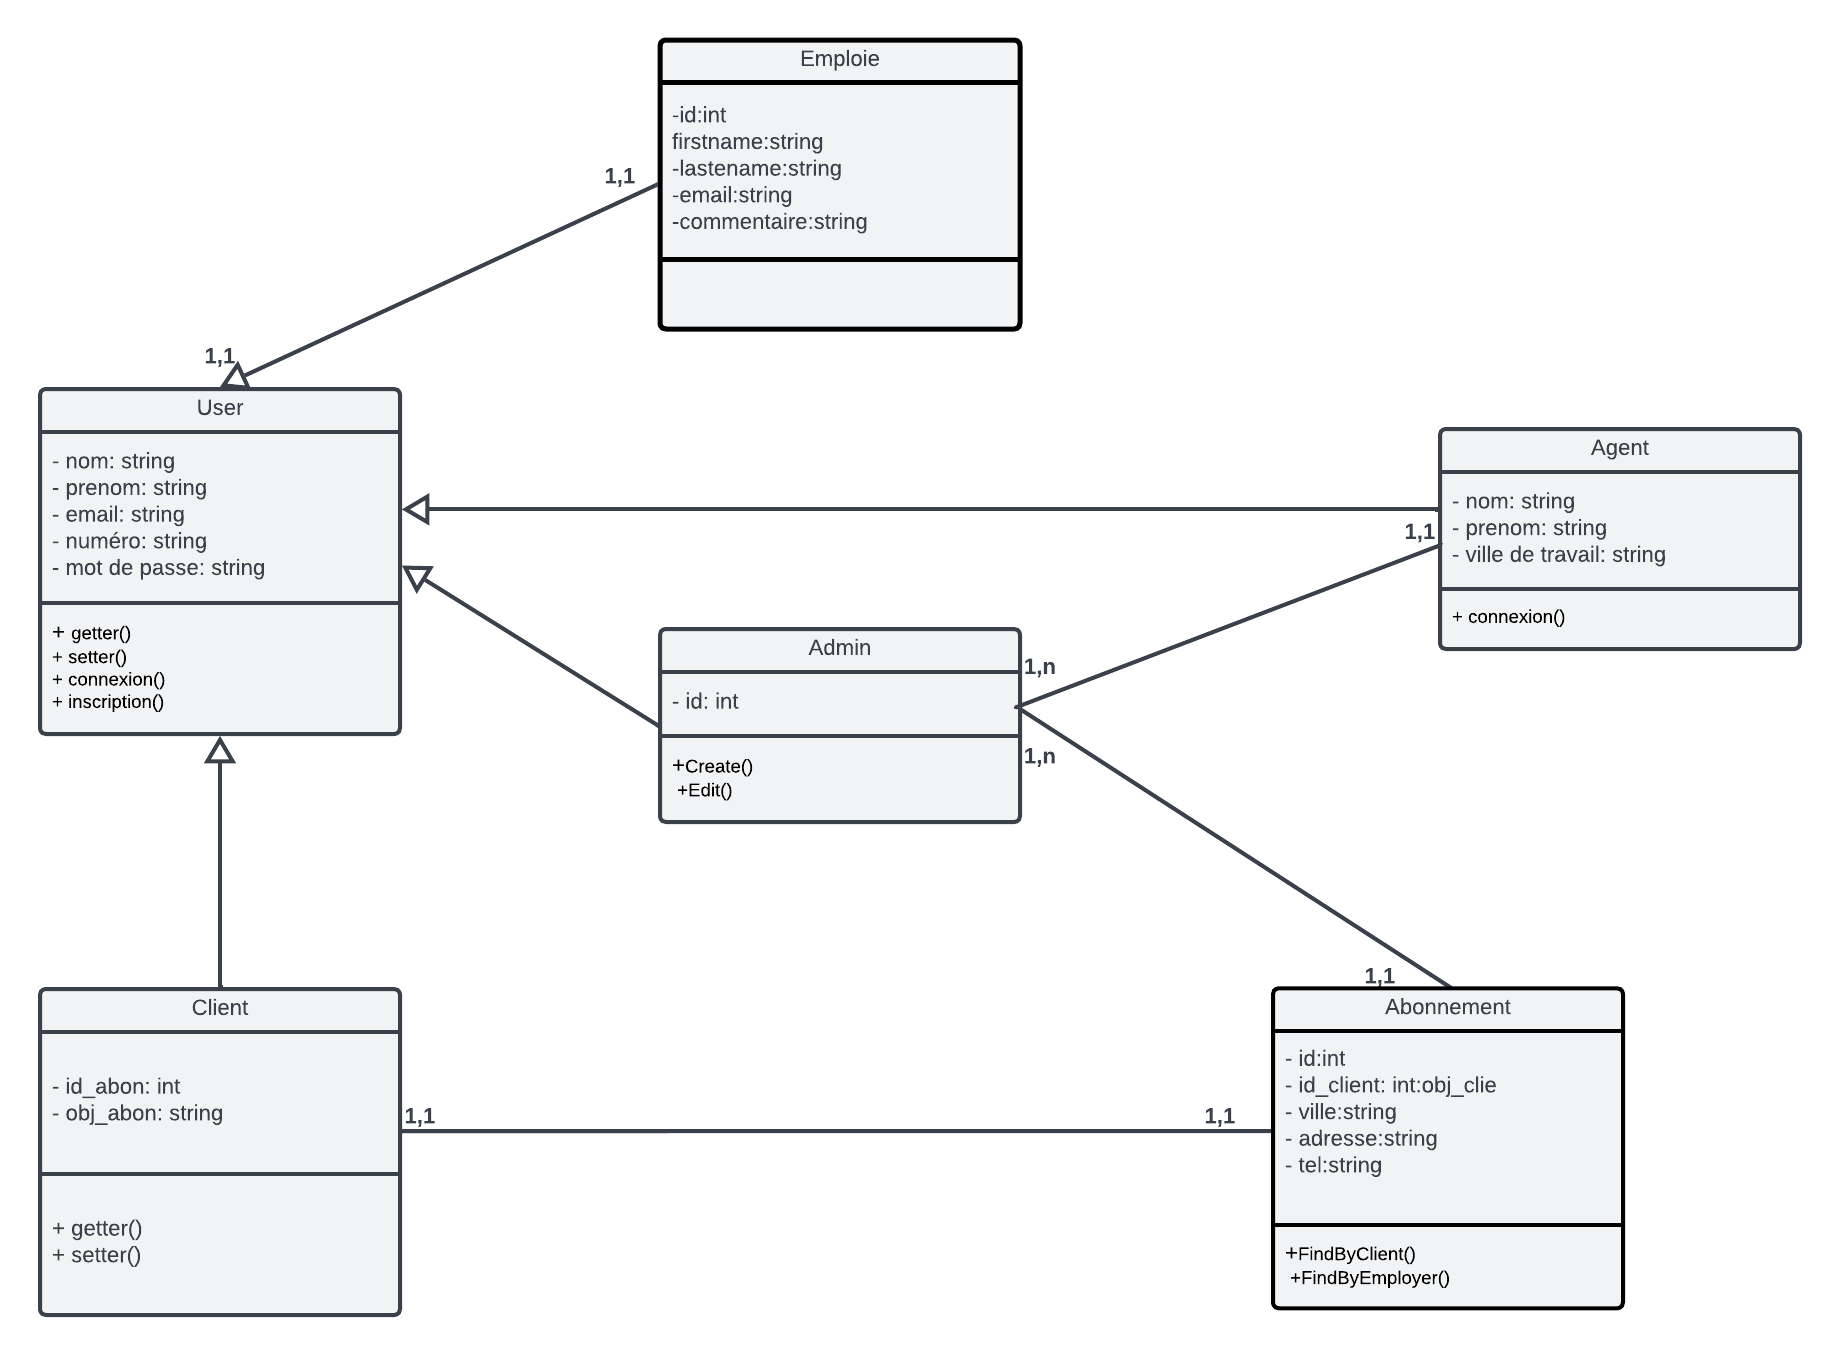 Emploie
-id:int
firstname:string
-lastename:string
-email:string
-commentaire:string
1,1
1,1
User
- nom: string
- prenom: string
- email: string
- numéro: string
- mot de passe: string
+ getter()
+ setter()
+ connexion()
+ inscription()
Agent
- nom: string
- prenom: string
- ville de travail: string
+ connexion()
1,1
Admin
- id: int
+Create()
+Edit()
1,n
1,n
Client
- id_abon: int
- obj_abon: string
+ getter()
+ setter()
1,1
1,1
1,1
Abonnement
- id:int
- id_client: int:obj_clie
- ville:string
- adresse:string
- tel:string
+FindByClient()
+FindByEmployer()